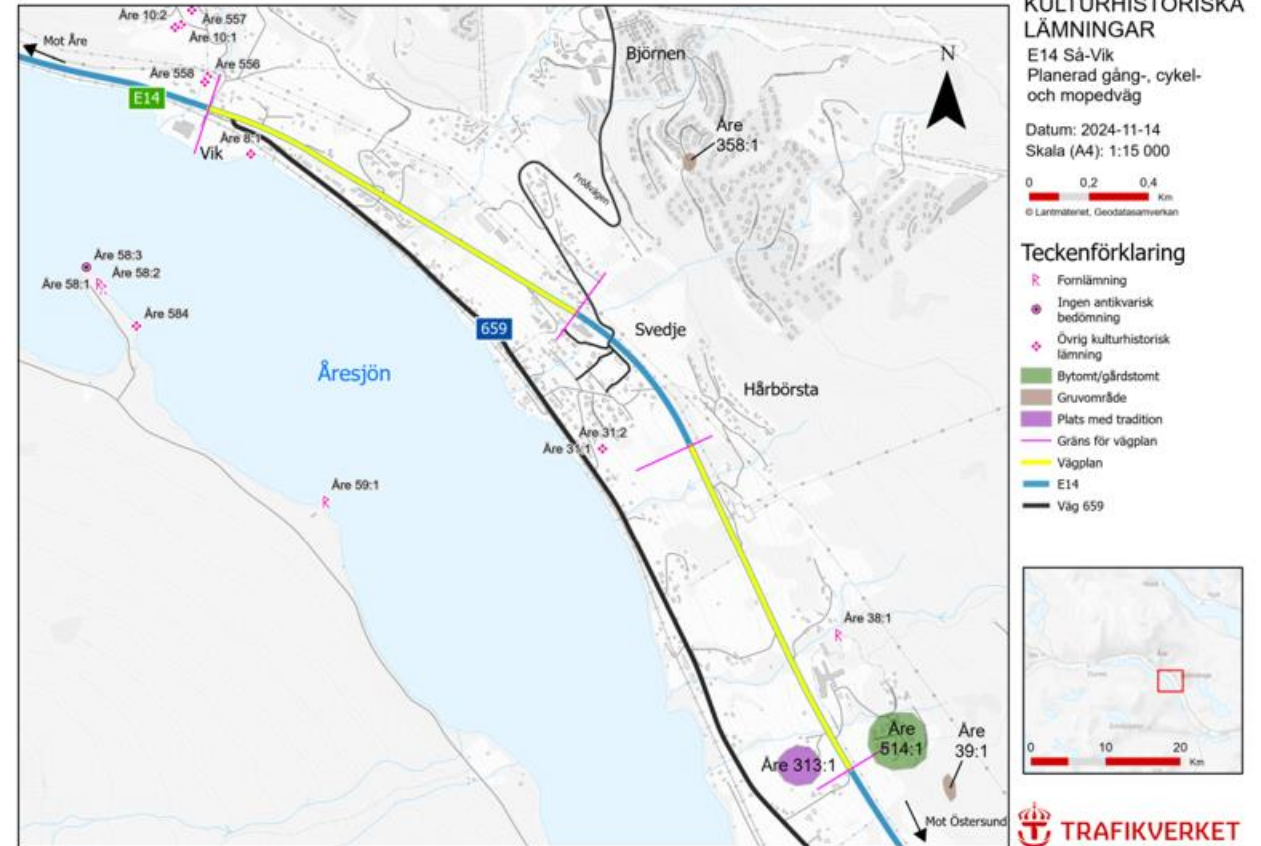 KULTURHISTORISKA
LÄMNINGAR
E14 Så-Vik
Planerad gång-, cykel-
och mopedväg
Datum: 2024-11-14
Skala (A4): 1:15 000
0 0,2 0,4
Km
© Lantmäteriet, Geodatasamverkan
Teckenförklaring
Fornlämning
Ingen antikvarisk
bedömning
Övrig kulturhistorisk
lämning
Bytomt/gårdstomt
Gruvområde
Plats med tradition
Gräns för vägplan
Vägplan
E14
Väg 659
0 10 20
Km
TRAFIKVERKET
Åre 10:2
Åre 557
Åre 10:1
Mot Åre
Åre 558
Åre 556
E14
Åre 8:1
Vik
Björnen
N
Åre
358:1
Fröåvägen
Åre 58:3
Åre 58:2
Åre 58:1
Åre 584
659
Svedje
Åresjön
Hårbörsta
Åre 31:2
Åre 31:1
Åre 59:1
Åre 38:1
Åre
514:1
Åre
39:1
Åre 313:1
Mot Östersund